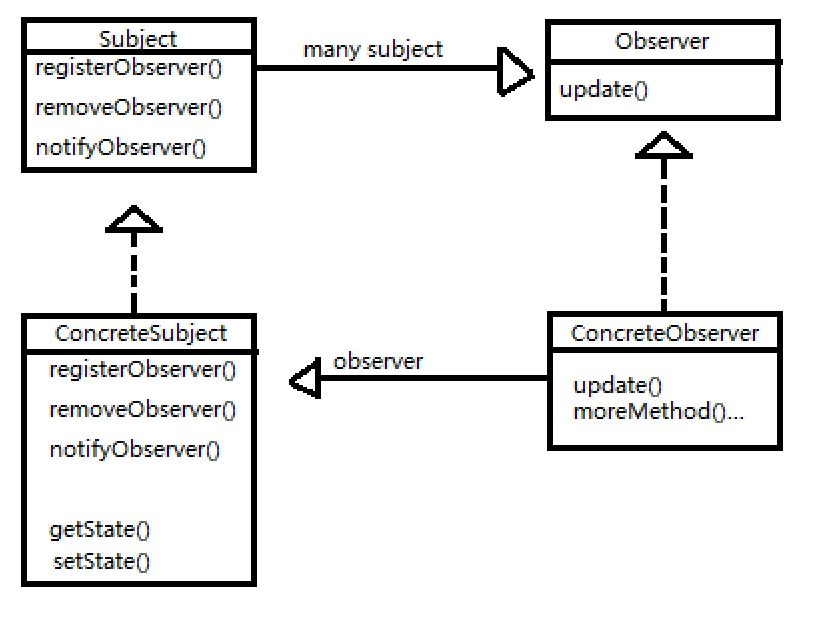 Subject
registerObserver()
removeObserver()
notifyObserver()
many subject
Observer
update()
ConcreteSubject
registerObserver()
removeObserver()
notifyObserver()
getState()
setState()
observer
ConcreteObserver
update()
moreMethod()...